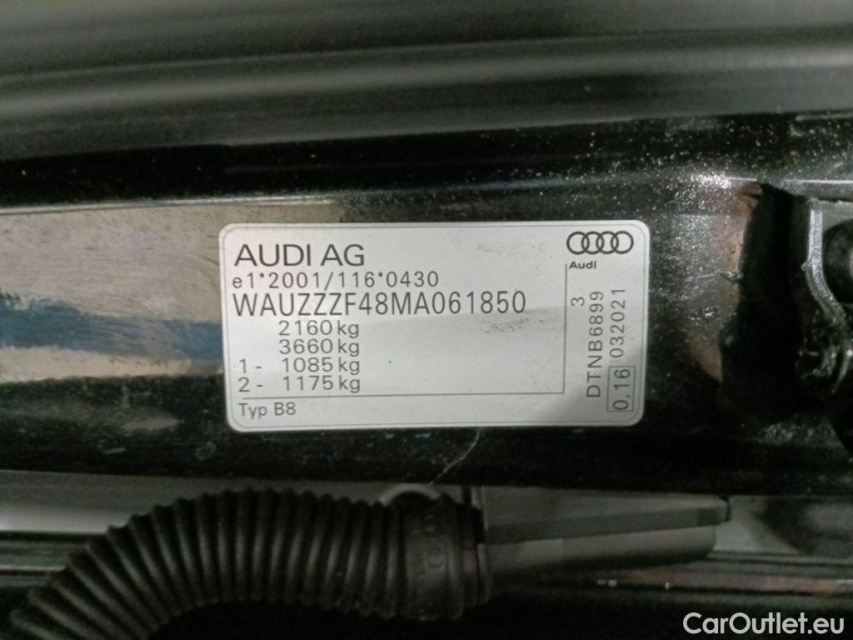 AUDI AG
Audi
e1*2001/116*0430
WAUZZZF48MA061850
2160 kg
3660 kg
1 - 1085 kg
2 - 1175 kg
Typ B8
3
DTNB6899
0,16 032021
CarOutlet.eu